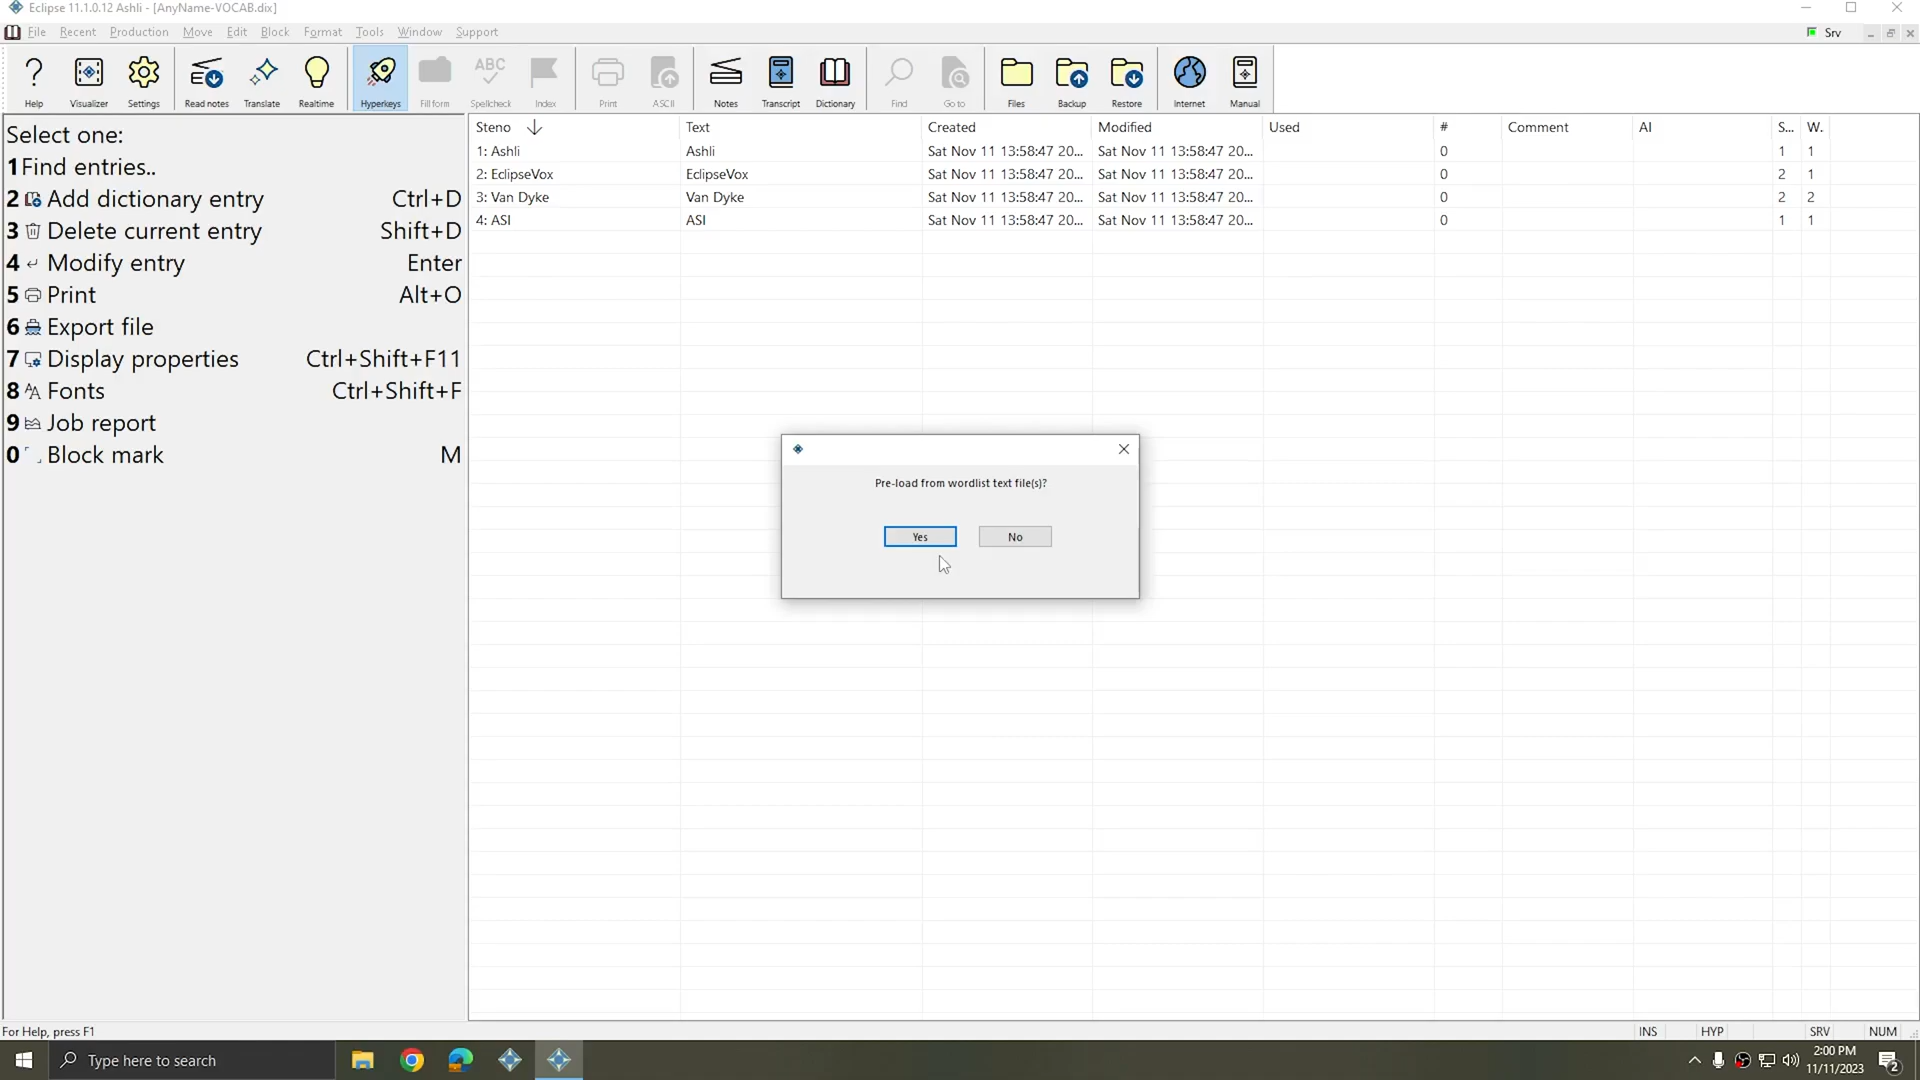 Eclipse 11.1.0.12 Ashli - [AnyName-VOCAB.dix]
File Recent Production Move Edit Block Format Tools Window Support Srv
Help Visualizer Settings Read notes Translate Realtime Hyperkeys Fill form Spellcheck Index Print ASCII Notes Transcript Dictionary Find Go to Files Backup Restore Internet Manual
Select one:
1Find entries..
2 Add dictionary entry Ctrl+D
3 Delete current entry Shift+D
4 Modify entry Enter
5 Print Alt+O
6 Export file
7 Display properties Ctrl+Shift+F11
8 Fonts Ctrl+Shift+F
9 Job report
0 Block mark M
Steno Text Created Modified Used # Comment AI S... W.
1: Ashli Ashli Sat Nov 11 13:58:47 20... Sat Nov 11 13:58:47 20... 0 1 1
2: EclipseVox EclipseVox Sat Nov 11 13:58:47 20... Sat Nov 11 13:58:47 20... 0 2 1
3: Van Dyke Van Dyke Sat Nov 11 13:58:47 20... Sat Nov 11 13:58:47 20... 0 2 2
4: ASI ASI Sat Nov 11 13:58:47 20... Sat Nov 11 13:58:47 20... 0 1 1
Pre-load from wordlist text file(s)?
Yes No
For Help, press F1 INS HYP SRV NUM
Type here to search
2:00 PM
11/11/2023
2